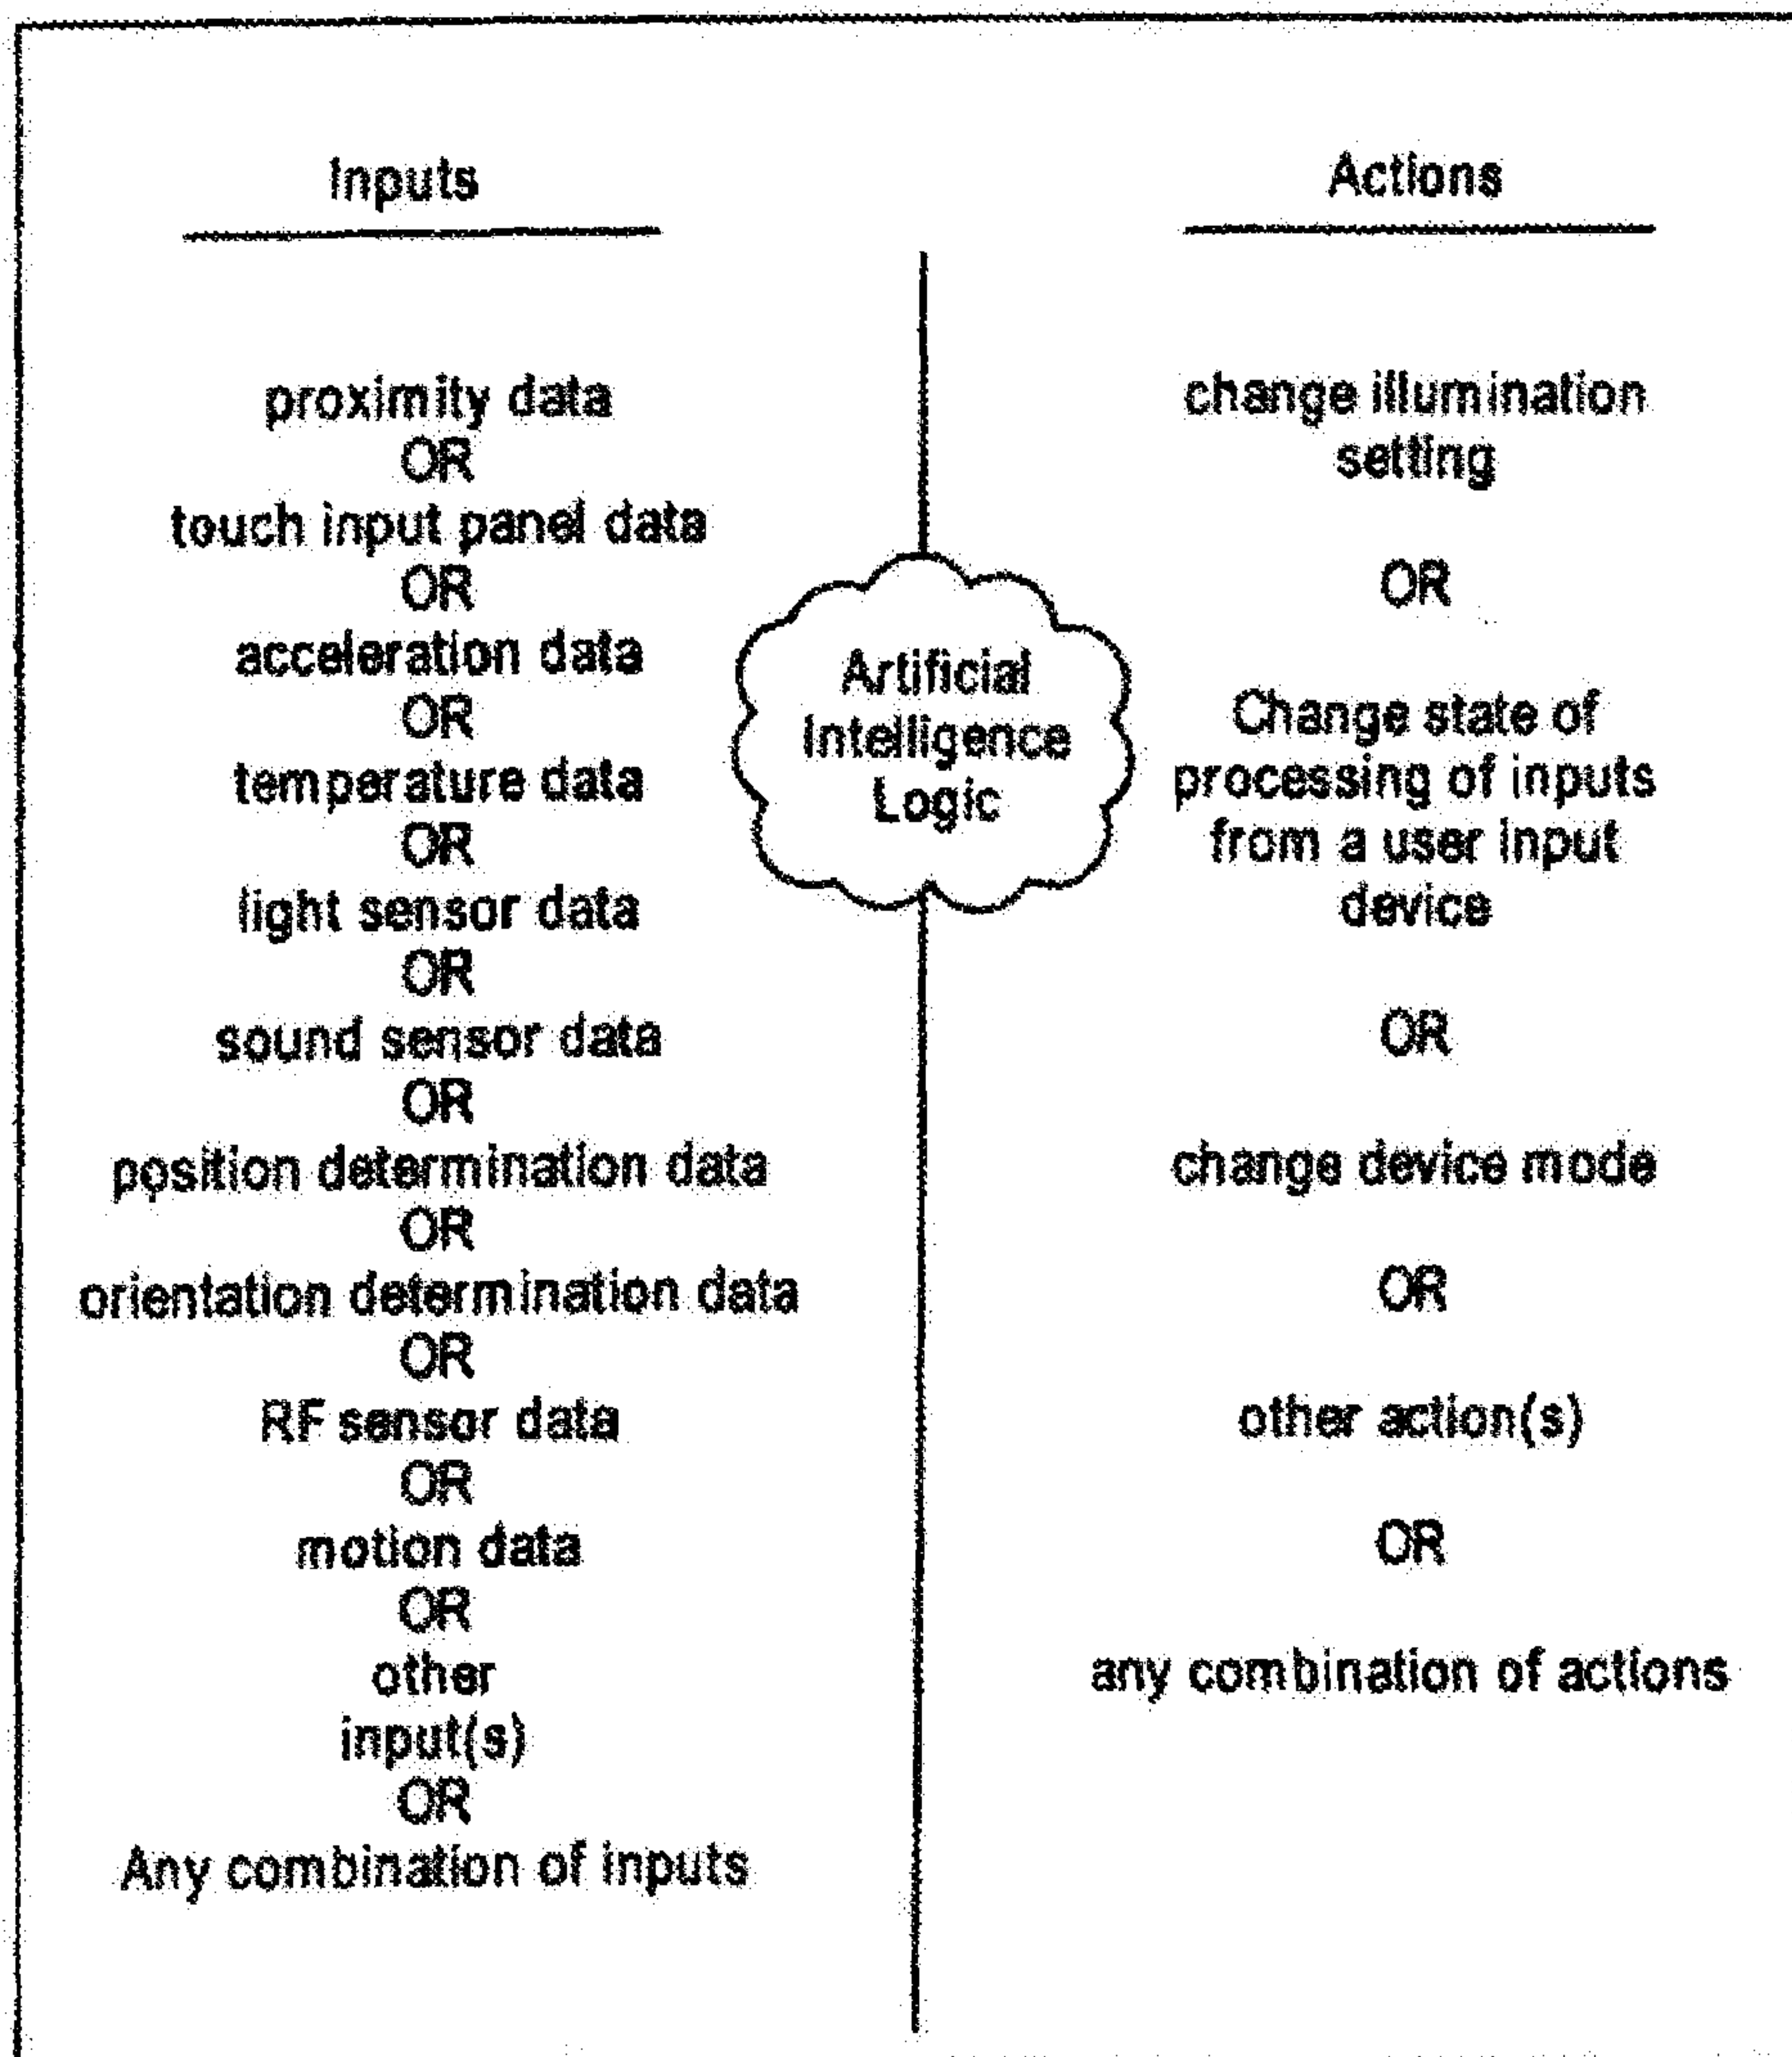 Inputs
proximity data
OR
touch input panel data
OR
acceleration data
OR
temperature data
OR
light sensor data
OR
sound sensor data
OR
position determination data
OR
orientation determination data
OR
RF sensor data
OR
motion data
OR
other
input(s)
OR
Any combination of inputs
Artificial
Intelligence
Logic
Actions
change illumination
setting
OR
Change state of
processing of inputs
from a user input
device
OR
change device mode
OR
other action(s)
OR
any combination of actions